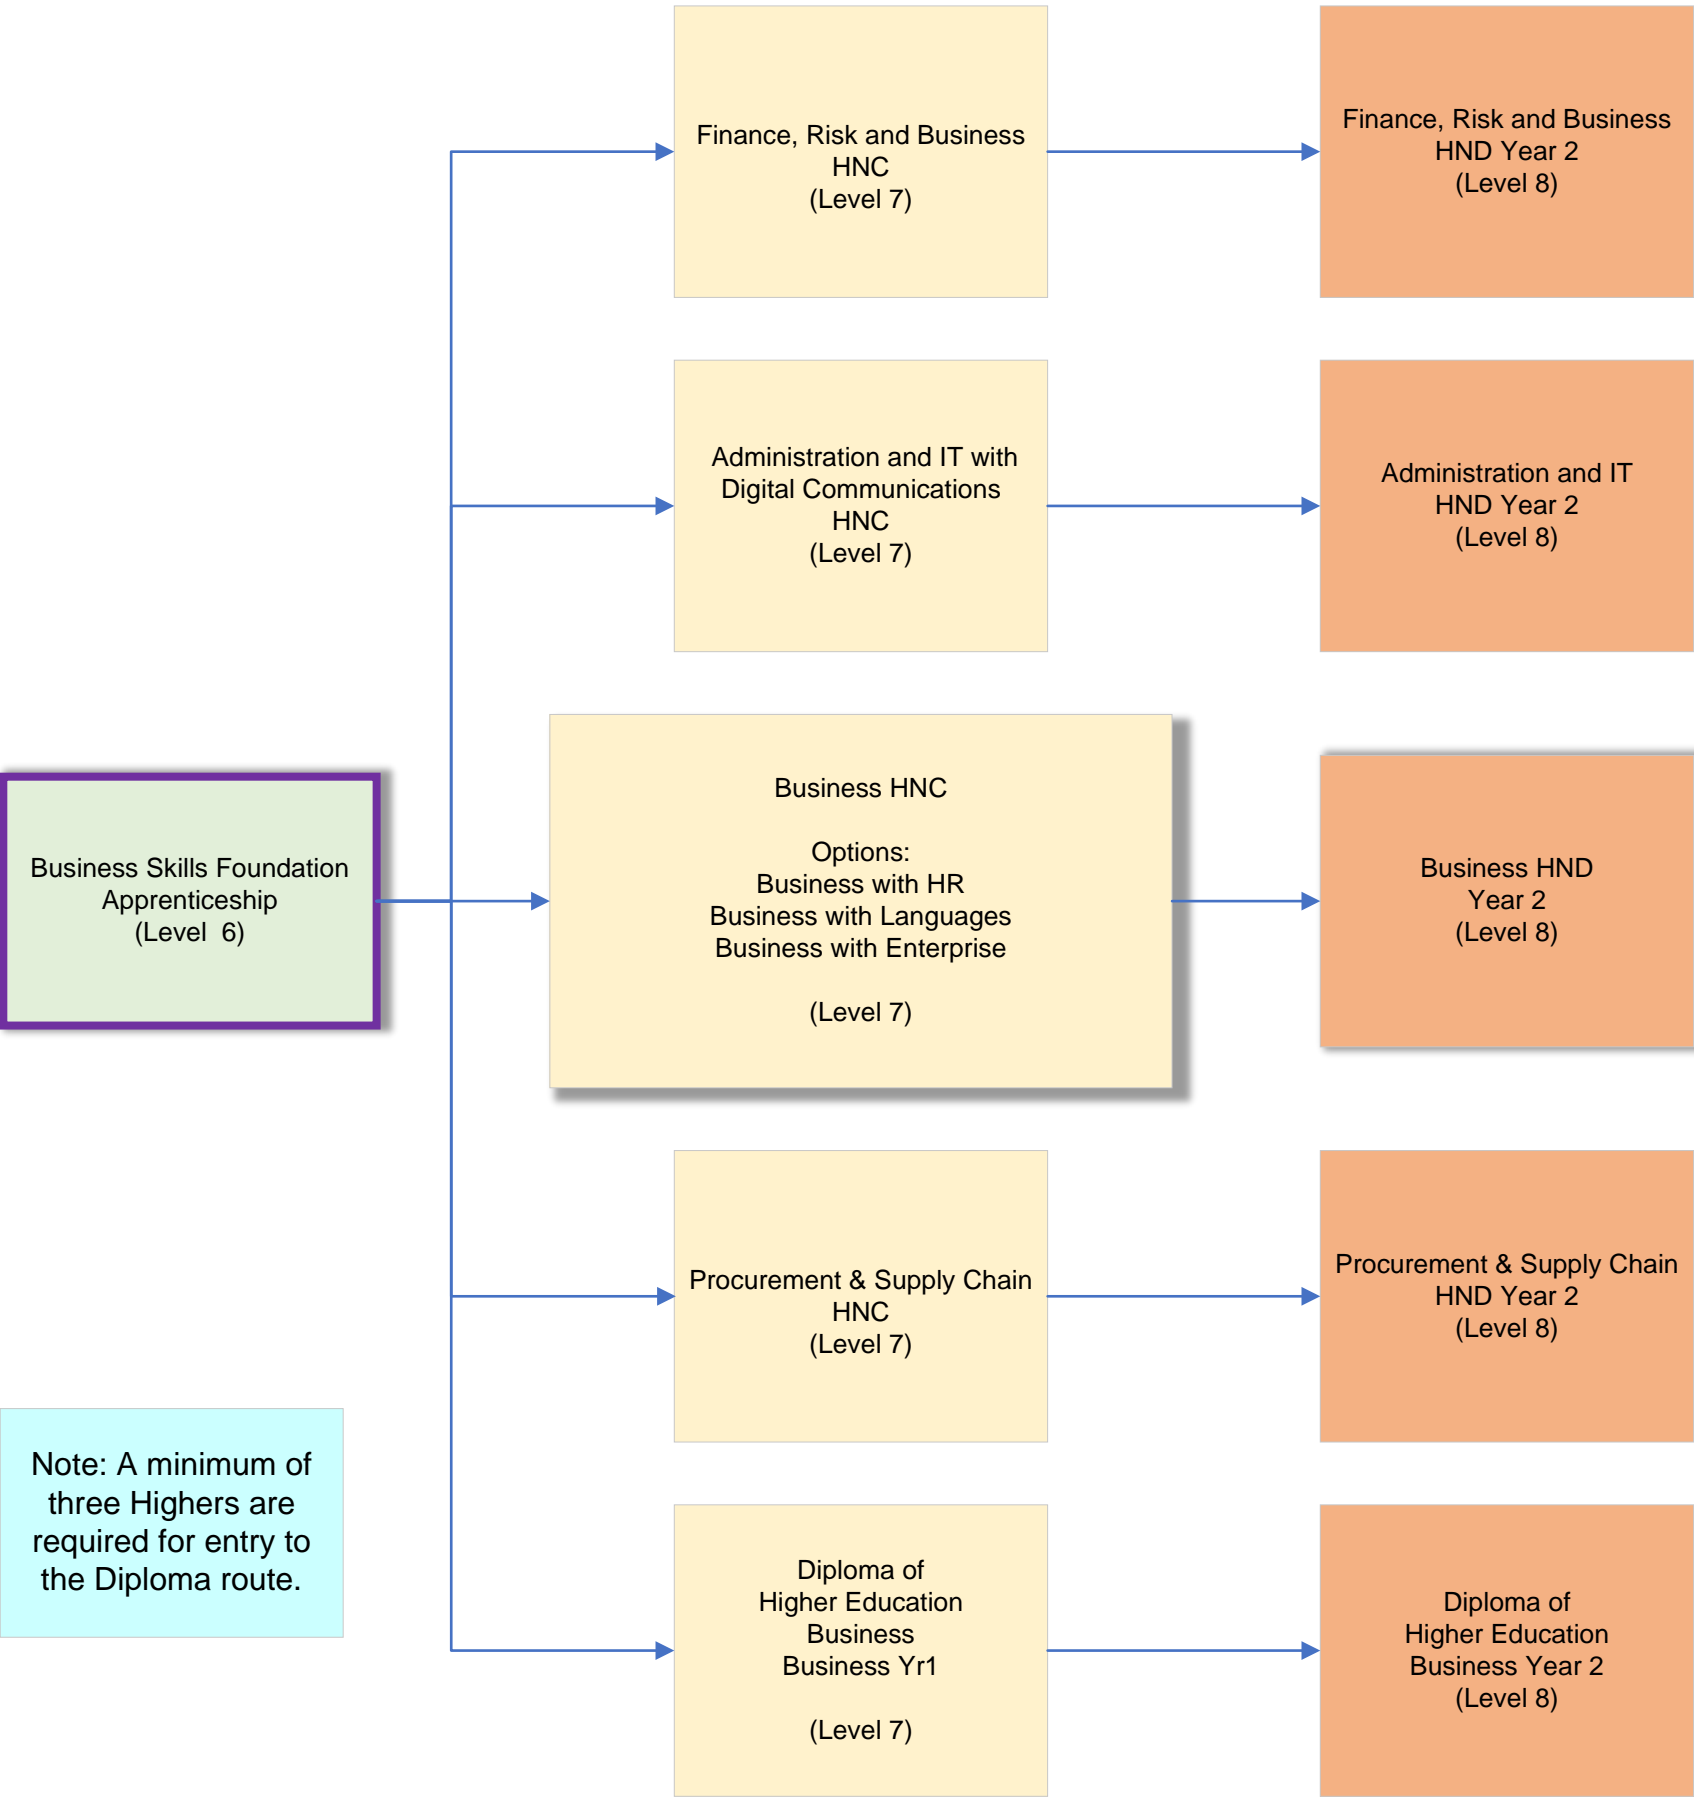 Finance, Risk and Business
HNC
(Level 7)
Finance, Risk and Business
HND Year 2
(Level 8)
Administration and IT with
Digital Communications
HNC
(Level 7)
Administration and IT
HND Year 2
(Level 8)
Business Skills Foundation
Apprenticeship
(Level 6)
Business HNC
Options:
Business with HR
Business with Languages
Business with Enterprise
(Level 7)
Business HND
Year 2
(Level 8)
Procurement & Supply Chain
HNC
(Level 7)
Procurement & Supply Chain
HND Year 2
(Level 8)
Note: A minimum of
three Highers are
required for entry to
the Diploma route.
Diploma of
Higher Education
Business
Business Yr1
(Level 7)
Diploma of
Higher Education
Business Year 2
(Level 8)